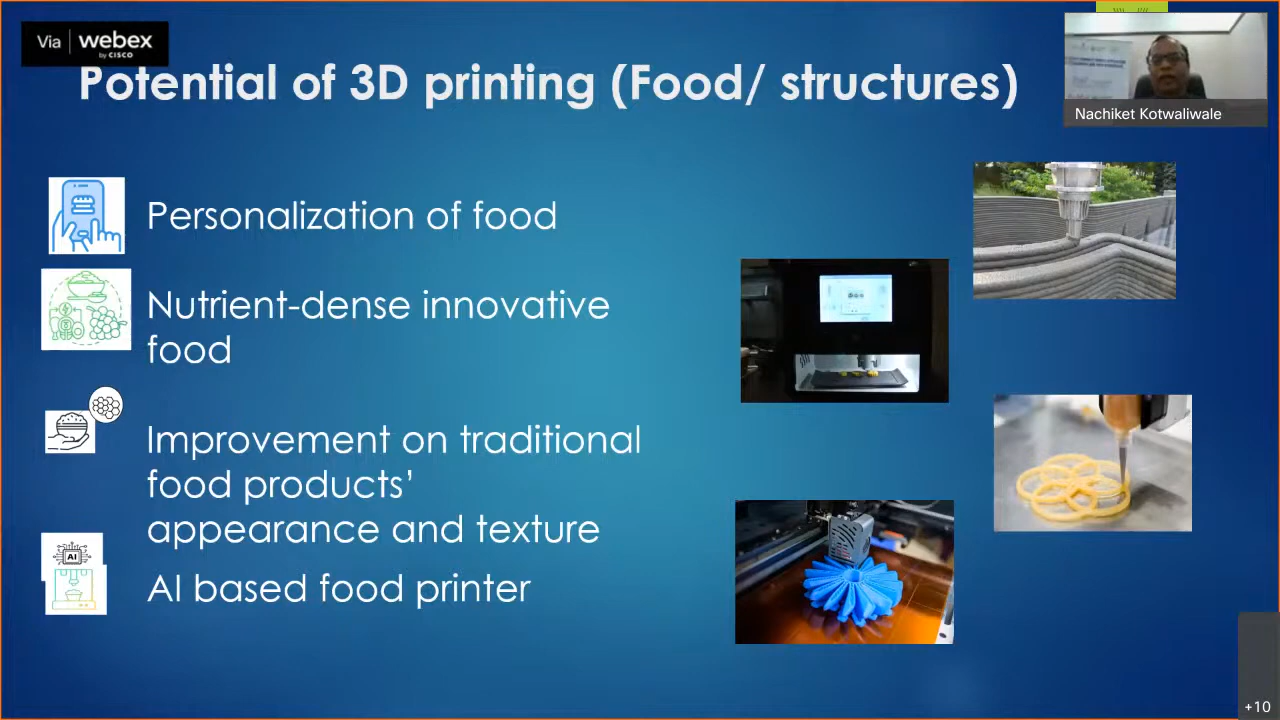 Via webex
by CISCO
Potential of 3D printing (Food/ structures)
Nachiket Kotwaliwale
Personalization of food
Nutrient-dense innovative
food
Improvement on traditional
food products’
appearance and texture
AI
AI based food printer
+10